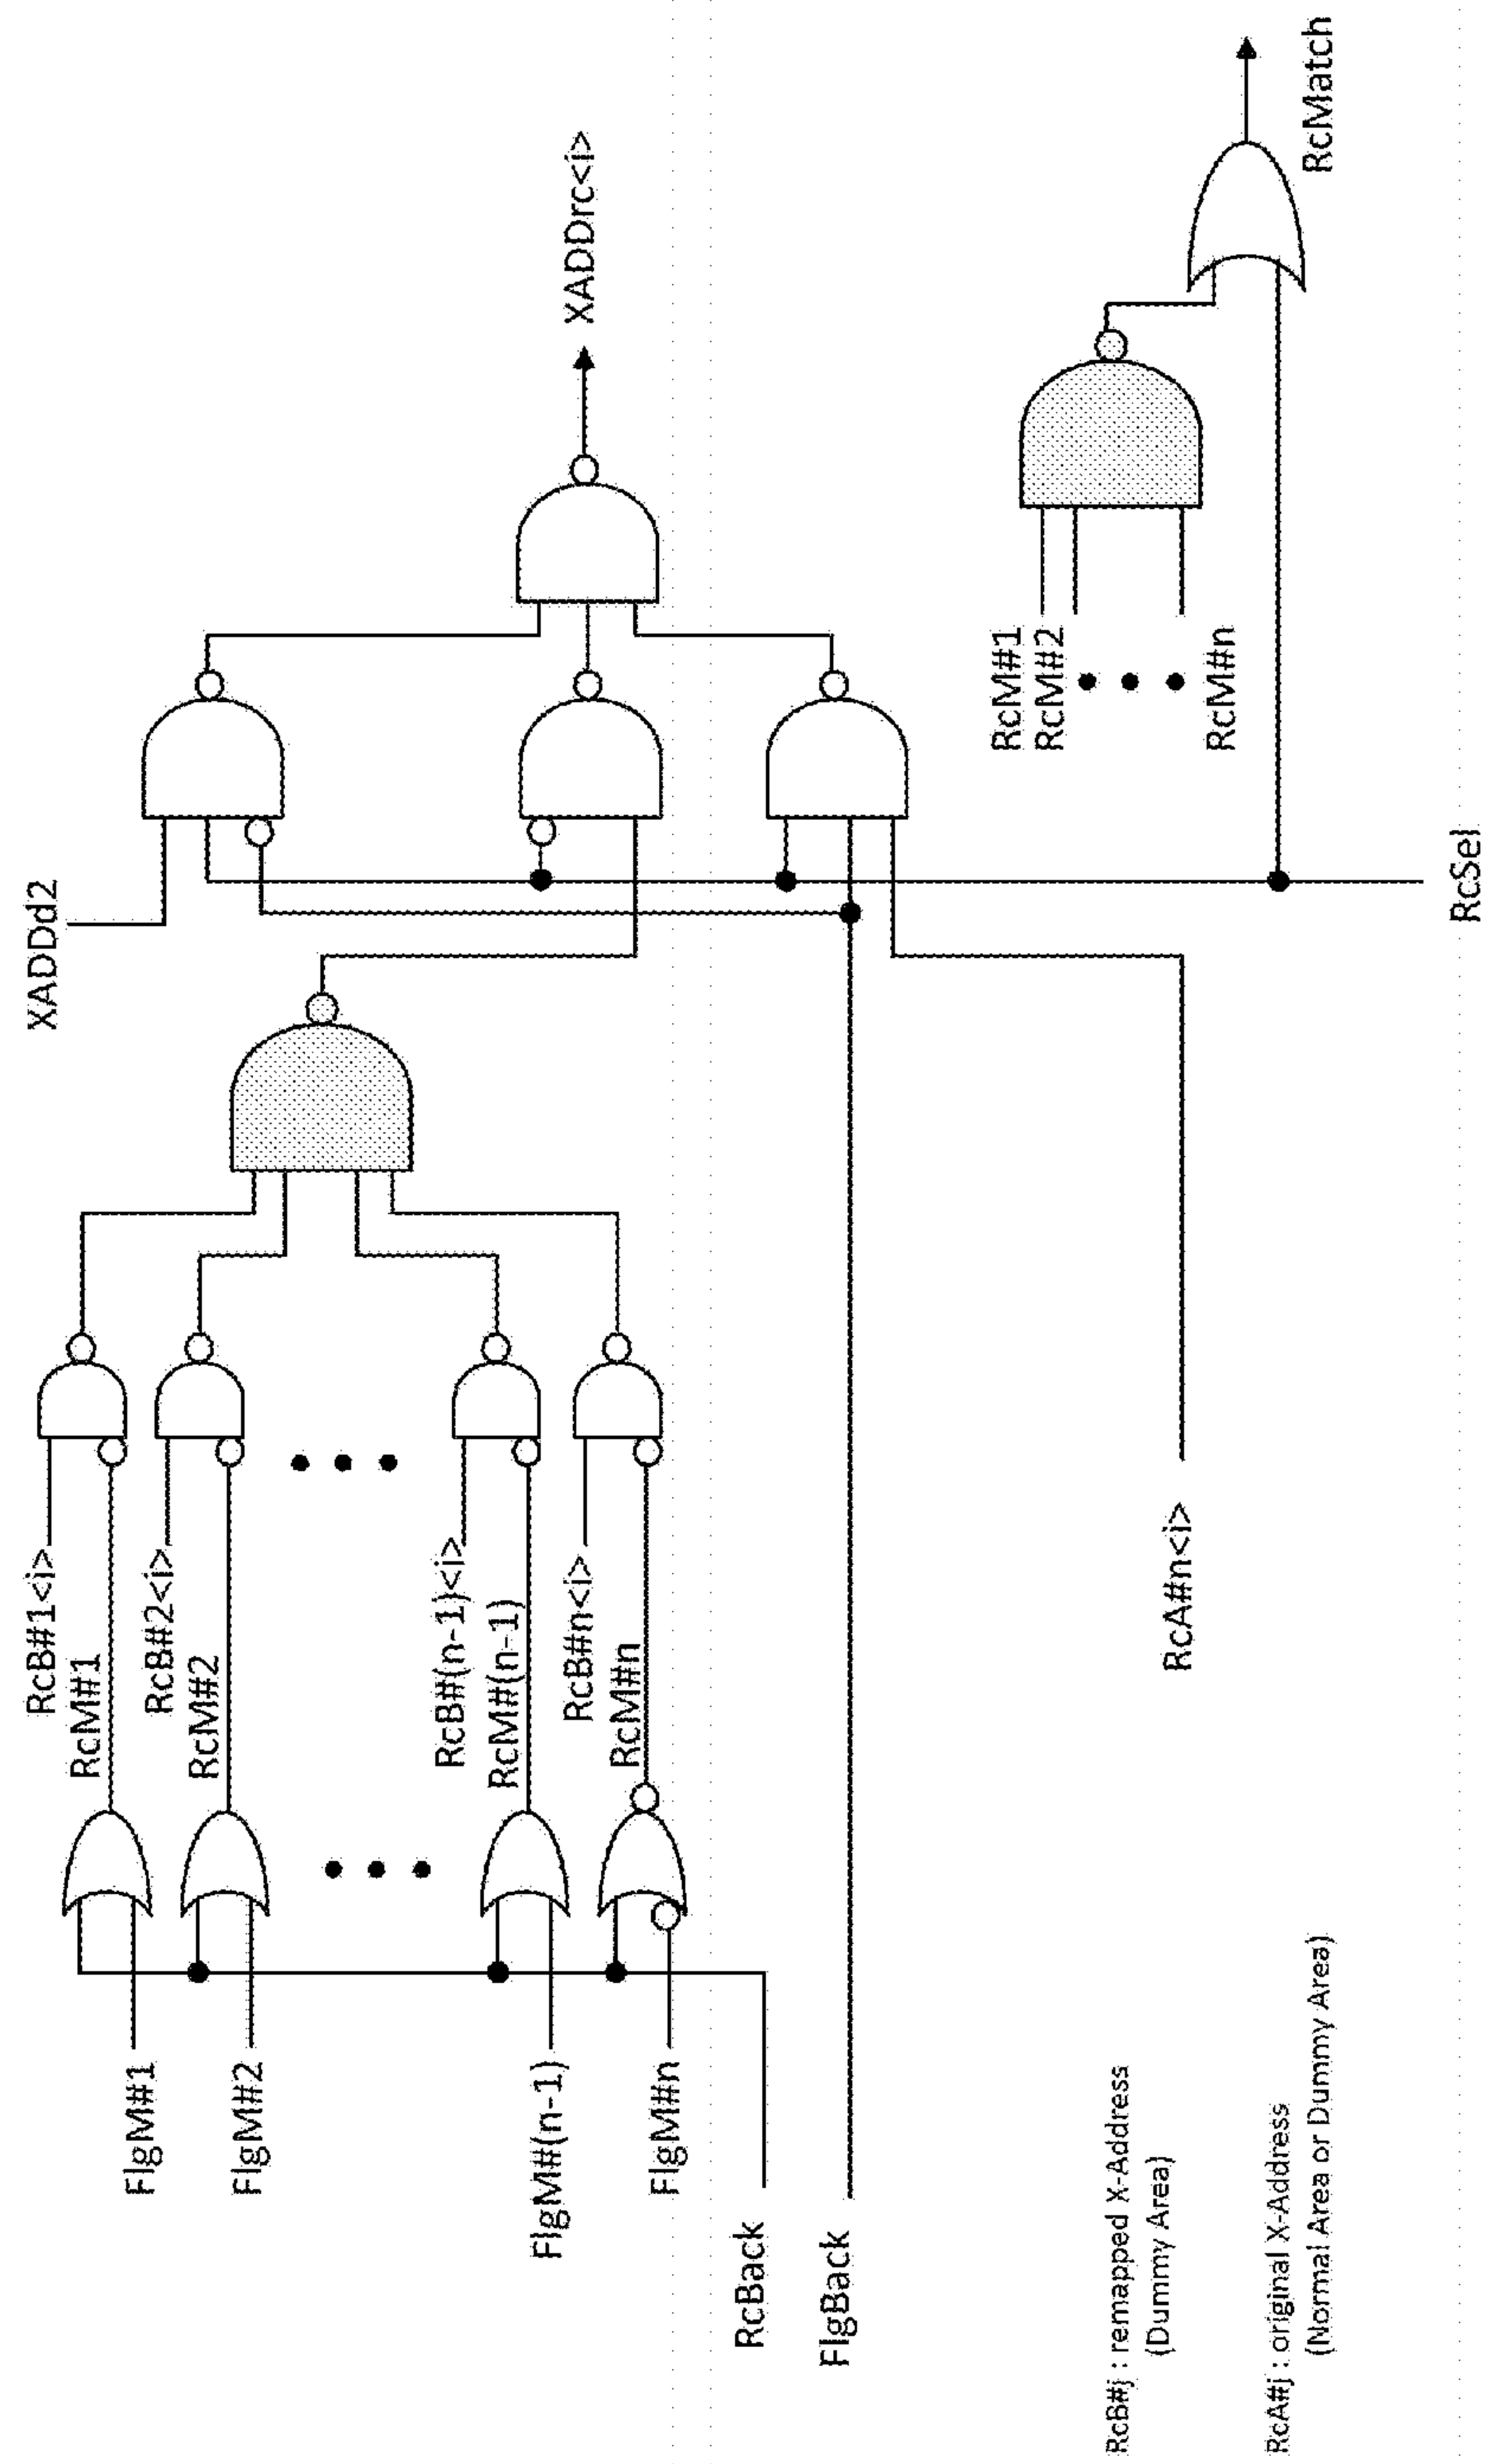 FlgM#1
FlgM#2
FlgM#(n-1)
FlgM#n
RcBack
FlgBack
RcB#1<i>
RcM#1
RcB#2<i>
RcM#2
RcB#(n-1)<i>
RcM#(n-1)
RcB#n<i>
RcM#n
RcA#n<i>
XADDd2
XADDrc<i>
RcM#1
RcM#2
RcM#n
RcSel
RcMatch
RcB#j : remapped X-Address
(Dummy Area)
RcA#j : original X-Address
(Normal Area or Dummy Area)